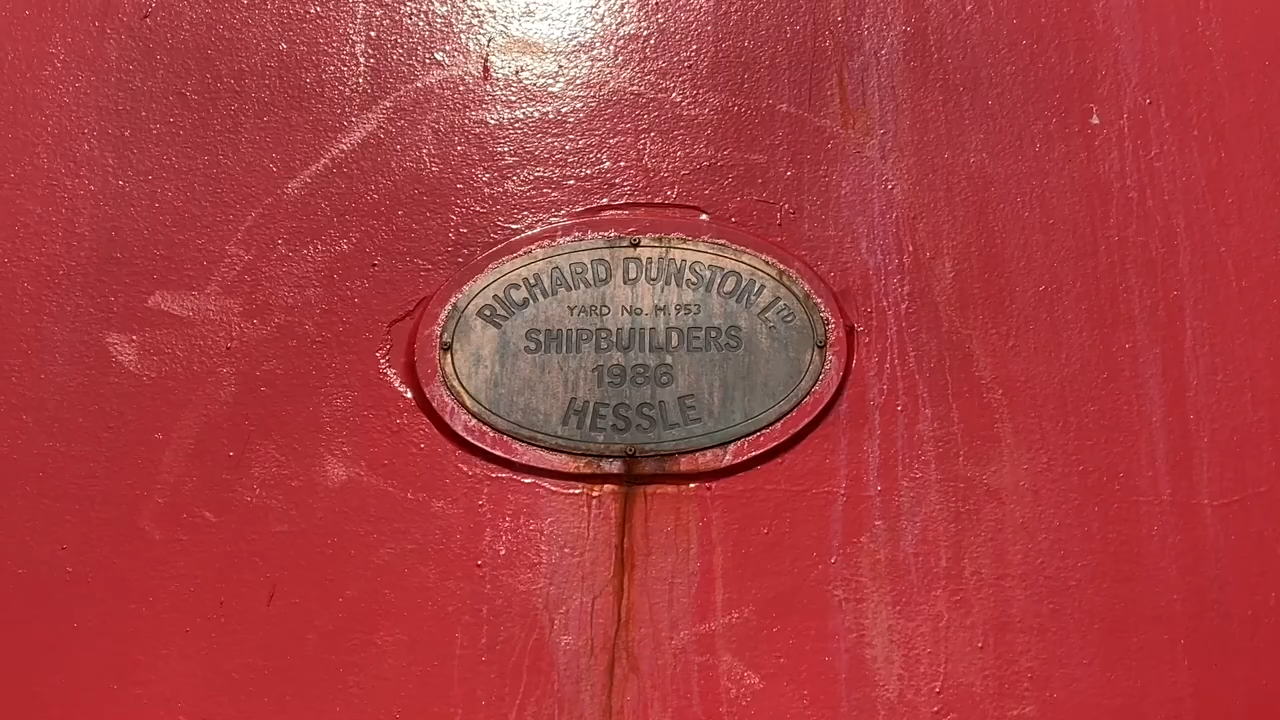 RICHARD DUNSTON LTD.
YARD No. H. 953
SHIPBUILDERS
1986
HESSLE